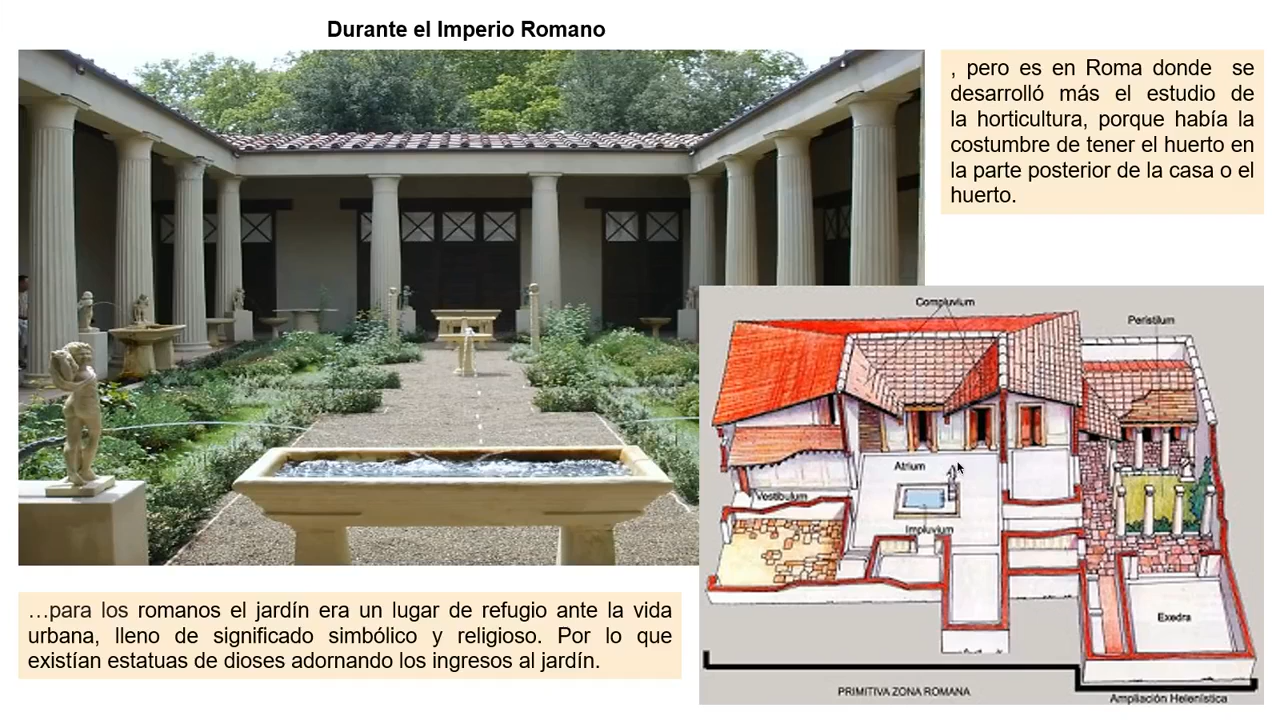 Durante el Imperio Romano
, pero es en Roma donde se
desarrolló más el estudio de
la horticultura, porque había la
costumbre de tener el huerto en
la parte posterior de la casa o el
huerto.
Compluvium
Peristilum
Atrium
Vestibulum
Impluvium
Exedra
PRIMITIVA ZONA ROMANA
Ampliación Helenística
…para los romanos el jardín era un lugar de refugio ante la vida
urbana, lleno de significado simbólico y religioso. Por lo que
existían estatuas de dioses adornando los ingresos al jardín.